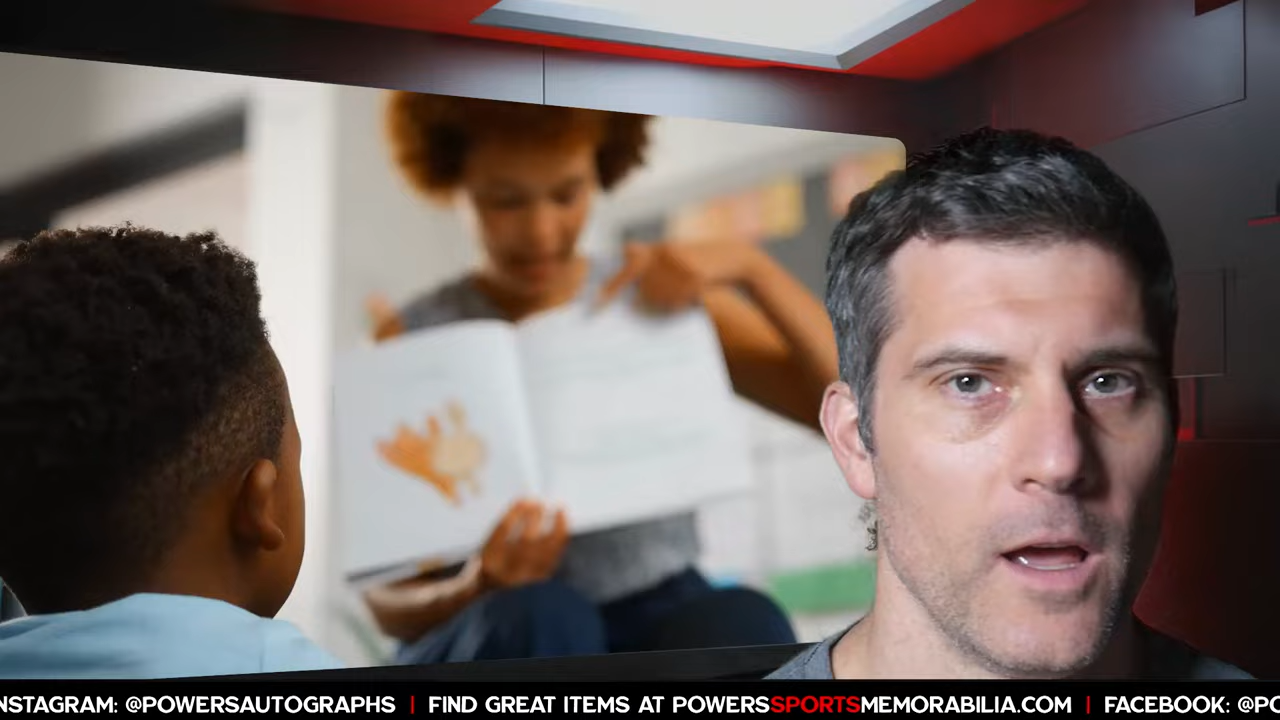 NSTAGRAM: @POWERSAUTOGRAPHS | FIND GREAT ITEMS AT POWERSSPORTSMEMORABILIA.COM | FACEBOOK: @PO